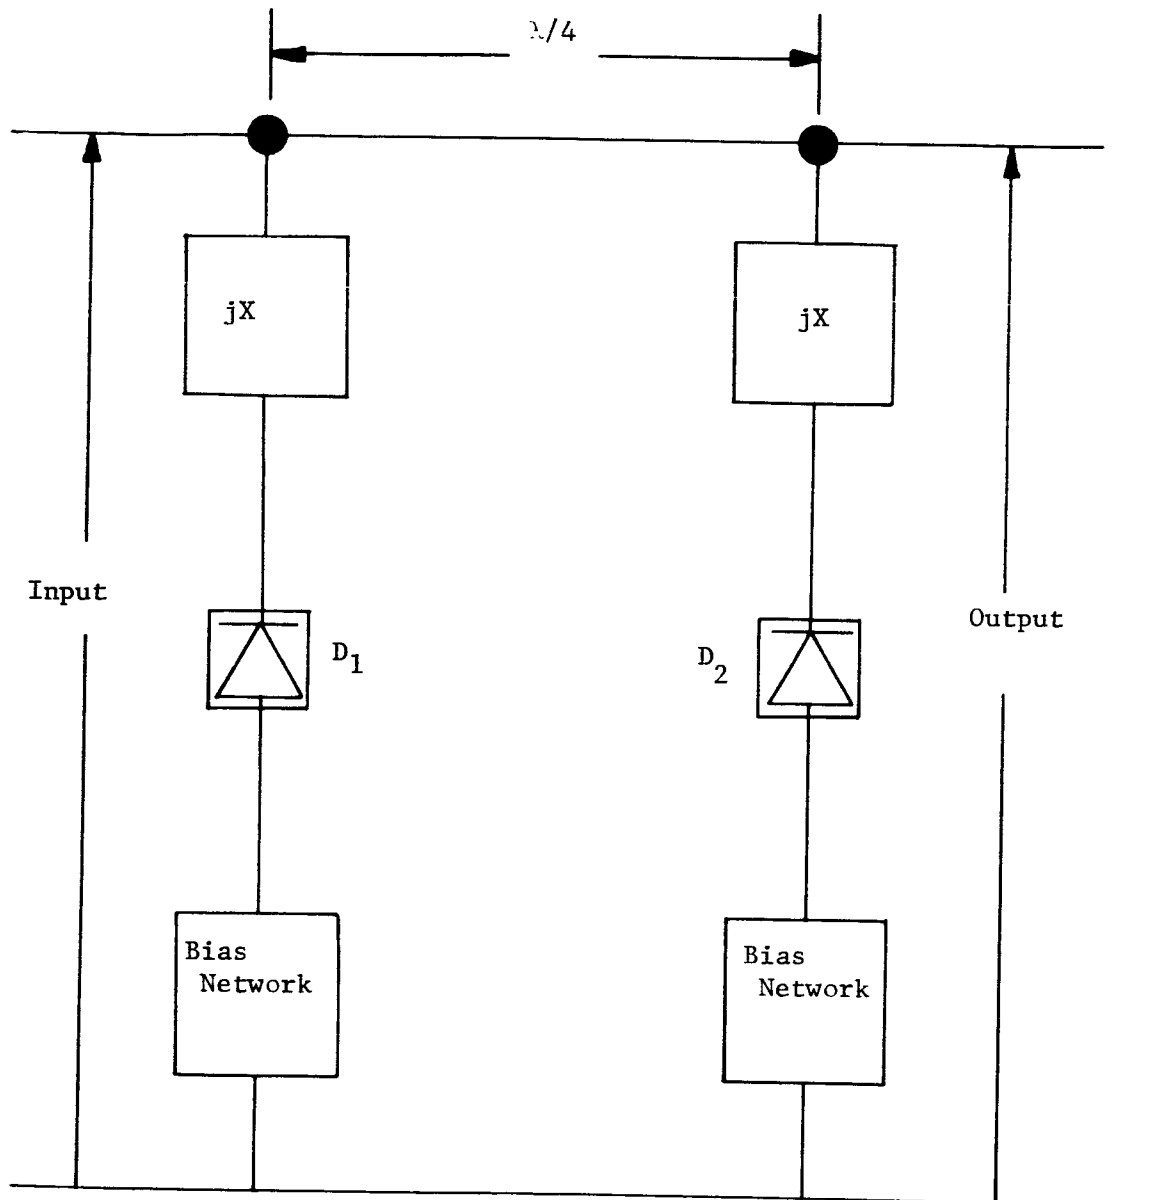 λ/4
jX
jX
Input
Output
D1
D2
Bias
Network
Bias
Network